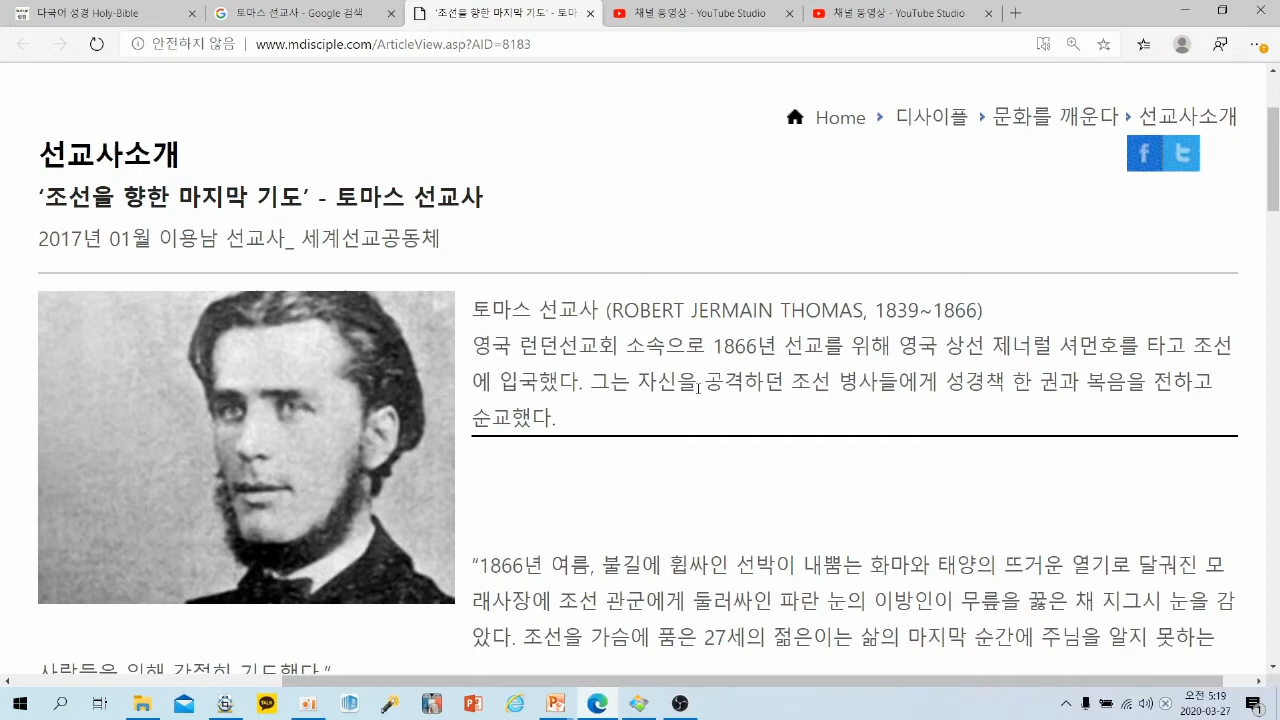 다국어 성경 HolyBible
토마스 선교사 - Google 검색
'조선을 향한 마지막 기도' - 토마
채널 동영상 - YouTube Studio
채널 동영상 - YouTube Studio
안전하지 않음
www.mdisciple.com/ArticleView.asp?AID=8183
Home 디사이플 문화를 깨운다 선교사소개
선교사소개
f t
‘조선을 향한 마지막 기도’ - 토마스 선교사
2017년 01월 이용남 선교사_ 세계선교공동체
토마스 선교사 (ROBERT JERMAIN THOMAS, 1839~1866)
영국 런던선교회 소속으로 1866년 선교를 위해 영국 상선 제너럴 셔먼호를 타고 조선
에 입국했다. 그는 자신을 공격하던 조선 병사들에게 성경책 한 권과 복음을 전하고
순교했다.
“1866년 여름, 불길에 휩싸인 선박이 내뿜는 화마와 태양의 뜨거운 열기로 달궈진 모
래사장에 조선 관군에게 둘러싸인 파란 눈의 이방인이 무릎을 꿇은 채 지그시 눈을 감
았다. 조선을 가슴에 품은 27세의 젊은이는 삶의 마지막 순간에 주님을 알지 못하는
사람들을 위해 간절히 기도했다.”
TALK
오전 5:19
2020-03-27